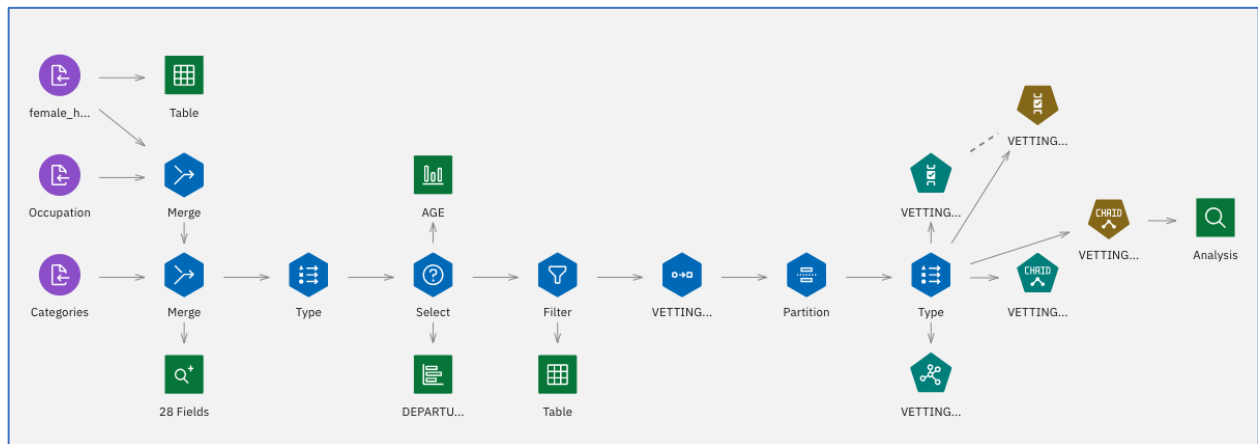 female_h...
Table
VETTING...
Occupation
Merge
AGE
VETTING...
CHAID
VETTING...
Analysis
Categories
Merge
Type
Select
Filter
VETTING...
Partition
Type
CHAID
VETTING...
28 Fields
DEPARTU...
Table
VETTING...